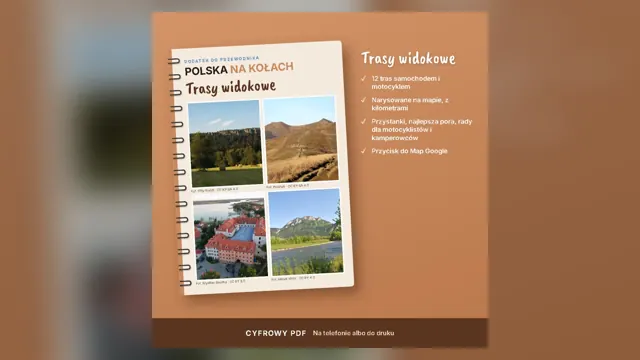 DODATEK DO PRZEWODNIKA
POLSKA NA KOŁACH
Trasy widokowe
Trasy widokowe
✓ 12 tras samochodem i
motocyklem
✓ Narysowane na mapie, z
kilometrami
✓ Przystanki, najlepsza pora, rady
dla motocyklistów i
kamperowców
✓ Przycisk do Map Google
CYFROWY PDF Na telefonie albo do druku